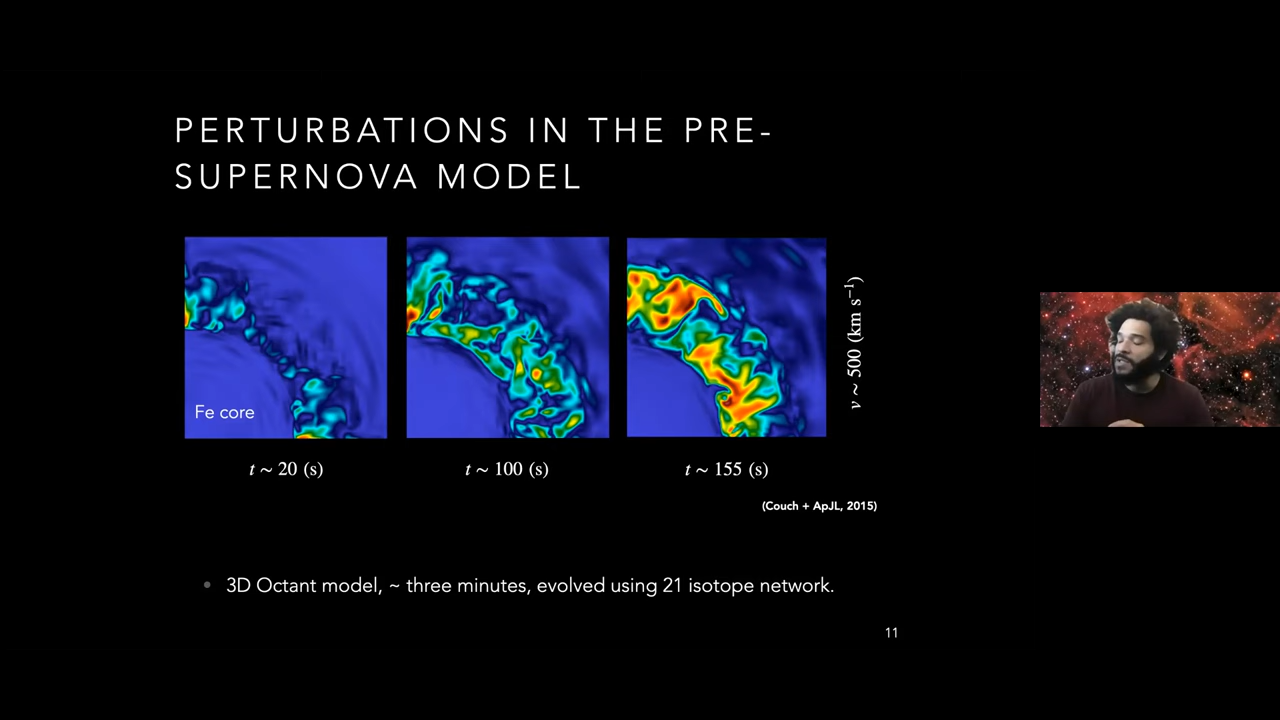 PERTURBATIONS IN THE PRE-
SUPERNOVA MODEL
Fe core
v ~ 500 (km s⁻¹)
t ~ 20 (s)
t ~ 100 (s)
t ~ 155 (s)
(Couch + ApJL, 2015)
• 3D Octant model, ~ three minutes, evolved using 21 isotope network.
11